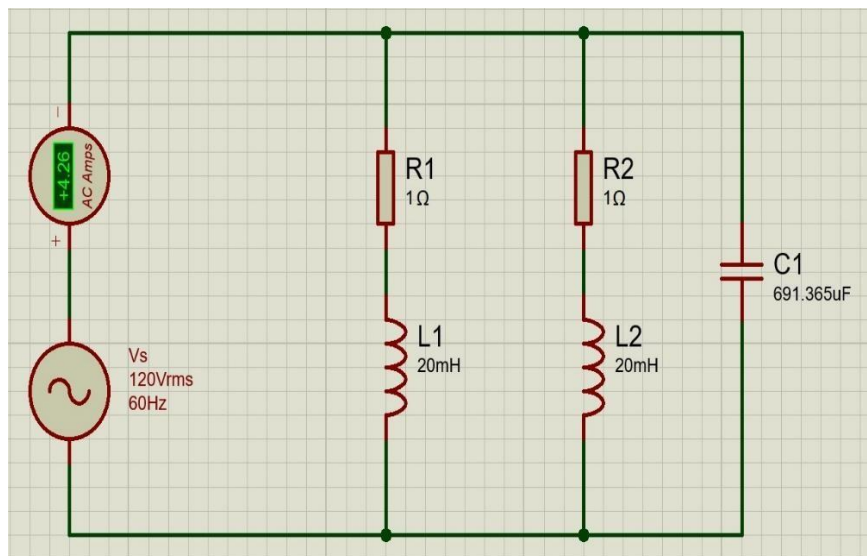 −
+4.26
AC Amps
+
Vs
120Vrms
60Hz
R1
1Ω
L1
20mH
R2
1Ω
L2
20mH
C1
691.365uF